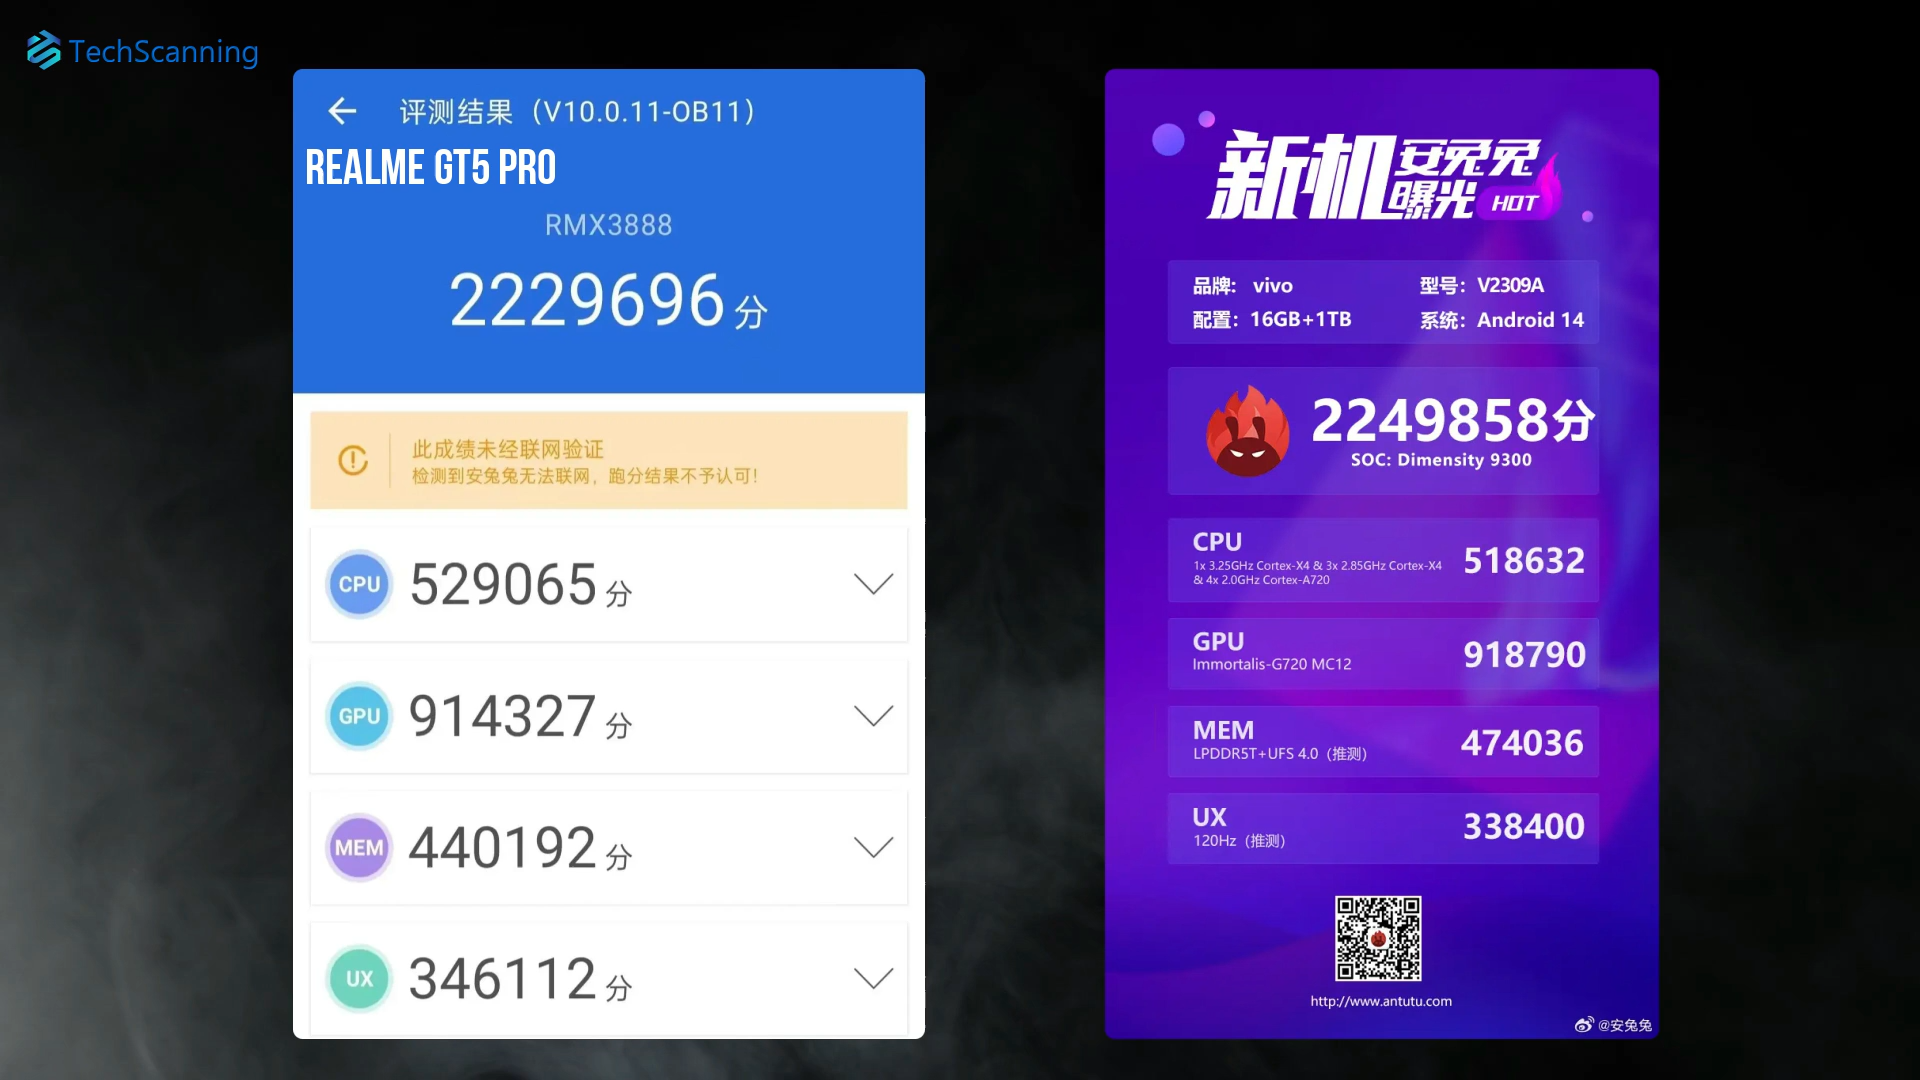 TechScanning
评测结果（V10.0.11-OB11）
REALME GT5 PRO
RMX3888
2229696分
此成绩未经联网验证
检测到安兔兔无法联网，跑分结果不予认可!
CPU 529065分
GPU 914327分
MEM 440192分
UX 346112分
新机 安兔兔
曝光 HOT
品牌: vivo 型号: V2309A
配置: 16GB+1TB 系统: Android 14
2249858分
SOC: Dimensity 9300
CPU 518632
1x 3.25GHz Cortex-X4 & 3x 2.85GHz Cortex-X4
& 4x 2.0GHz Cortex-A720
GPU 918790
Immortalis-G720 MC12
MEM 474036
LPDDR5T+UFS 4.0（推测）
UX 338400
120Hz（推测）
http://www.antutu.com
@安兔兔